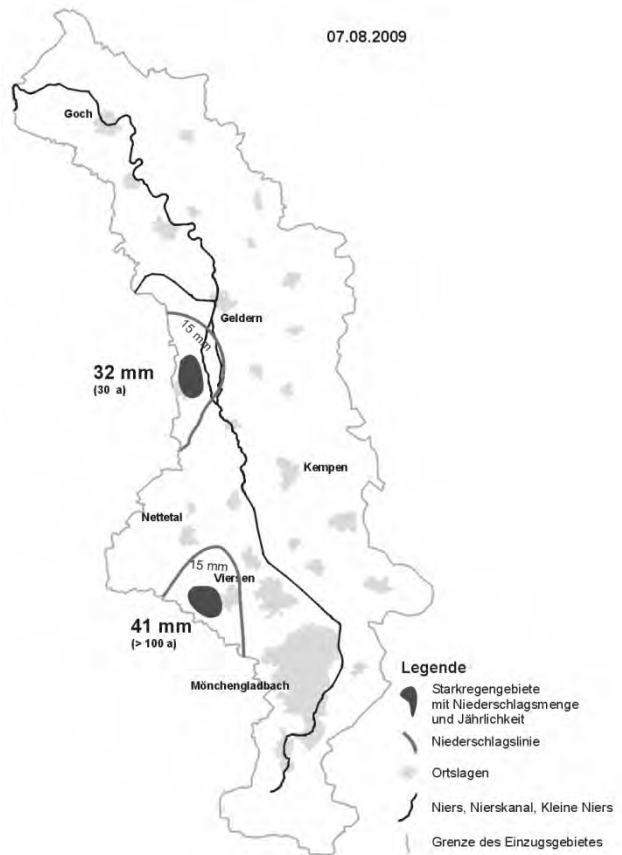 07.08.2009
Goch
Geldern
15 mm
32 mm
(30 a)
Kempen
Nettetal
15 mm
Viersen
41 mm
(> 100 a)
Mönchengladbach
Legende
Starkregengebiete
mit Niederschlagsmenge
und Jährlichkeit
Niederschlagslinie
Ortslagen
Niers, Nierskanal, Kleine Niers
Grenze des Einzugsgebietes